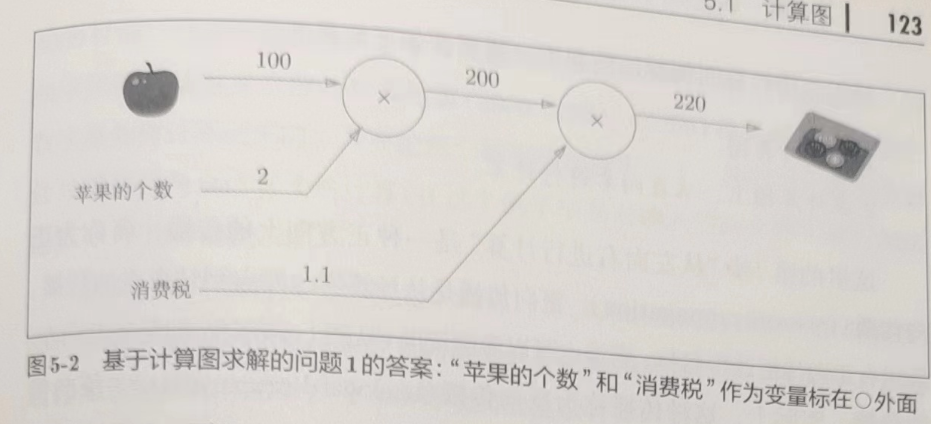 5.1 计算图 123
100
200
220
×
×
苹果的个数
2
消费税
1.1
图5-2 基于计算图求解的问题1的答案：“苹果的个数”和“消费税”作为变量标在○外面